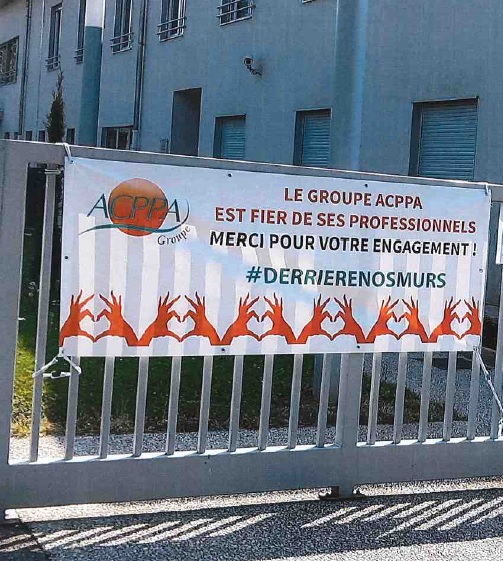 ACPPA
Groupe
LE GROUPE ACPPA
EST FIER DE SES PROFESSIONNELS
MERCI POUR VOTRE ENGAGEMENT !
#DERRIERENOSMURS